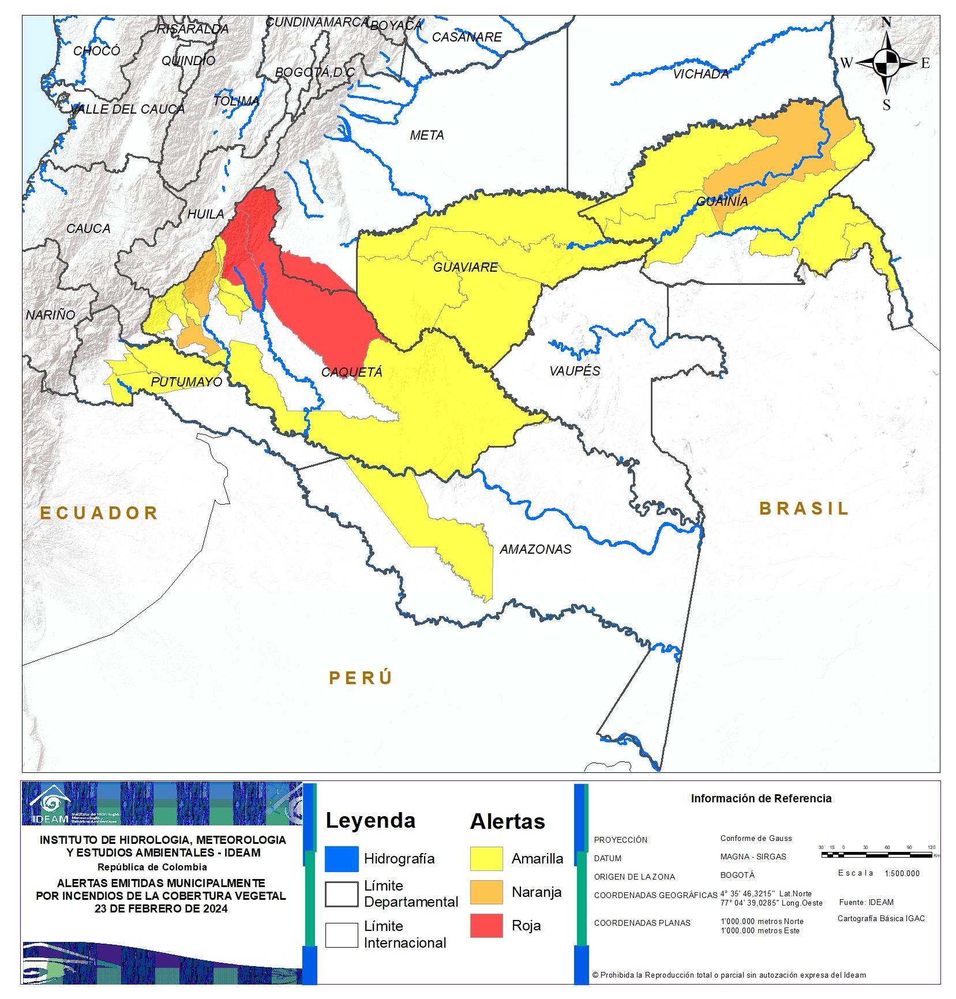 RISARALDA
CUNDINAMARCA
BOYACÁ
CASANARE
CHOCÓ
QUINDÍO
BOGOTÁ,D.C
VICHADA
N
W
E
S
TOLIMA
VALLE DEL CAUCA
META
GUAINÍA
HUILA
CAUCA
GUAVIARE
NARIÑO
VAUPÉS
CAQUETÁ
PUTUMAYO
ECUADOR
BRASIL
AMAZONAS
PERÚ
IDEAM
Instituto de Hidrología,
Meteorología y
Estudios Ambientales
INSTITUTO DE HIDROLOGIA, METEOROLOGIA
Y ESTUDIOS AMBIENTALES - IDEAM
República de Colombia
ALERTAS EMITIDAS MUNICIPALMENTE
POR INCENDIOS DE LA COBERTURA VEGETAL
23 DE FEBRERO DE 2024
Leyenda
Hidrografía
Límite
Departamental
Límite
Internacional
Alertas
Amarilla
Naranja
Roja
Información de Referencia
PROYECCIÓN Conforme de Gauss
DATUM MAGNA - SIRGAS
ORIGEN DE LA ZONA BOGOTÁ
COORDENADAS GEOGRÁFICAS 4° 35' 46,3215" Lat.Norte
77° 04' 39,0285" Long.Oeste
COORDENADAS PLANAS 1'000.000 metros Norte
1'000.000 metros Este
30 15 0 30 60 90 120
Km
Escala 1:500.000
Fuente: IDEAM
Cartografía Básica IGAC
© Prohibida la Reproducción total o parcial sin autozación expresa del Ideam